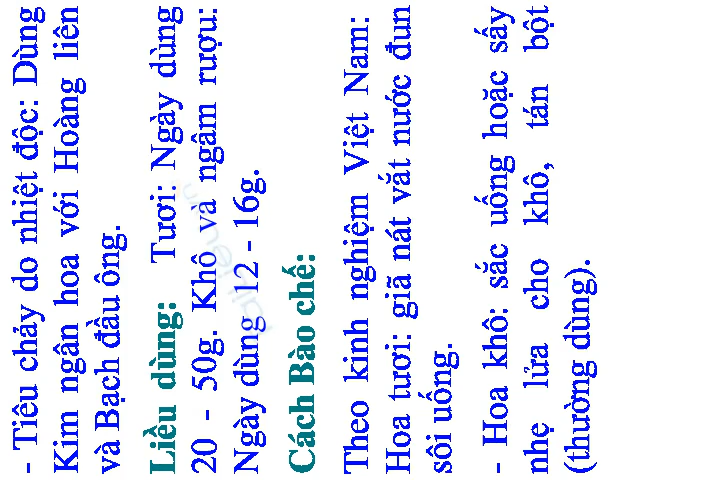 - Tiêu chảy do nhiệt độc: Dùng
Kim ngân hoa với Hoàng liên
và Bạch đầu ông.
Liều dùng: Tươi: Ngày dùng
20 - 50g. Khô và ngâm rượu:
Ngày dùng 12 - 16g.
Cách Bào chế:
Theo kinh nghiệm Việt Nam:
Hoa tươi: giã nát vắt nước đun
sôi uống.
- Hoa khô: sắc uống hoặc sấy
nhẹ lửa cho khô, tán bột
(thường dùng).